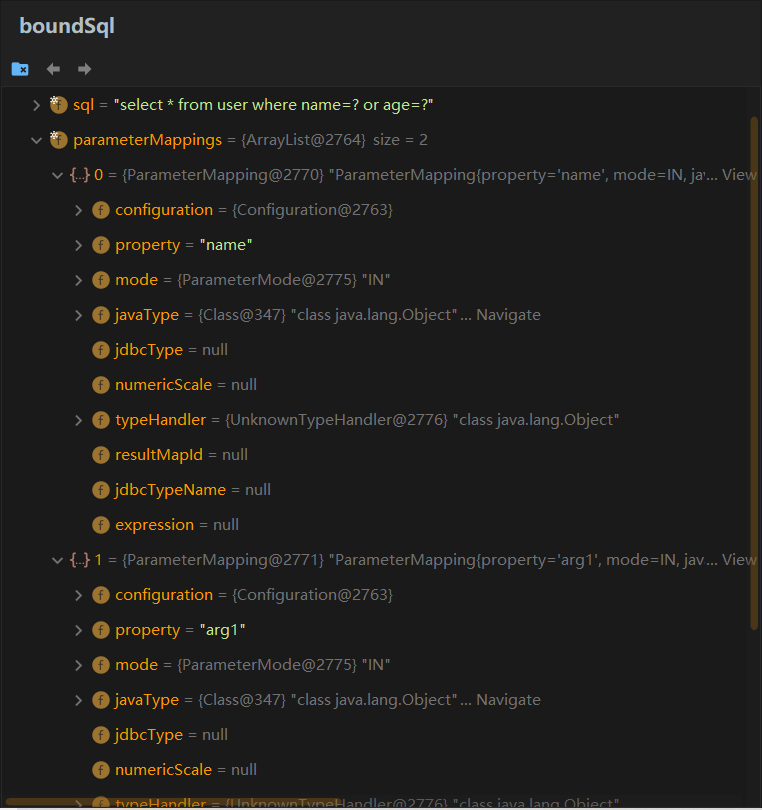 boundSql
sql = "select * from user where name=? or age=?"
parameterMappings = {ArrayList@2764} size = 2
{...} 0 = {ParameterMapping@2770} "ParameterMapping{property='name', mode=IN, jav... View
f configuration = {Configuration@2763}
f property = "name"
f mode = {ParameterMode@2775} "IN"
f javaType = {Class@347} "class java.lang.Object" ... Navigate
f jdbcType = null
f numericScale = null
f typeHandler = {UnknownTypeHandler@2776} "class java.lang.Object"
f resultMapId = null
f jdbcTypeName = null
f expression = null
{...} 1 = {ParameterMapping@2771} "ParameterMapping{property='arg1', mode=IN, jav... View
f configuration = {Configuration@2763}
f property = "arg1"
f mode = {ParameterMode@2775} "IN"
f javaType = {Class@347} "class java.lang.Object" ... Navigate
f jdbcType = null
f numericScale = null
f typeHandler = {UnknownTypeHandler@2776} "class java.lang.Object"